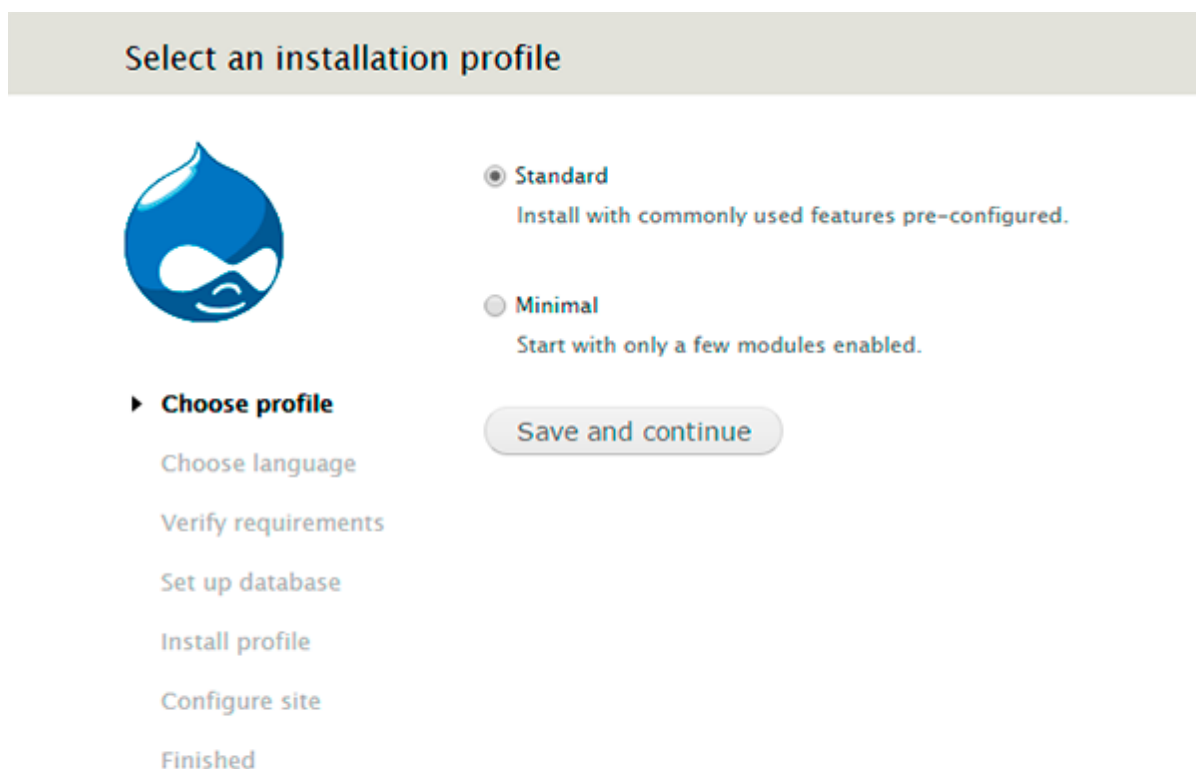 Select an installation profile
Standard
Install with commonly used features pre-configured.
Minimal
Start with only a few modules enabled.
Save and continue
Choose profile
Choose language
Verify requirements
Set up database
Install profile
Configure site
Finished